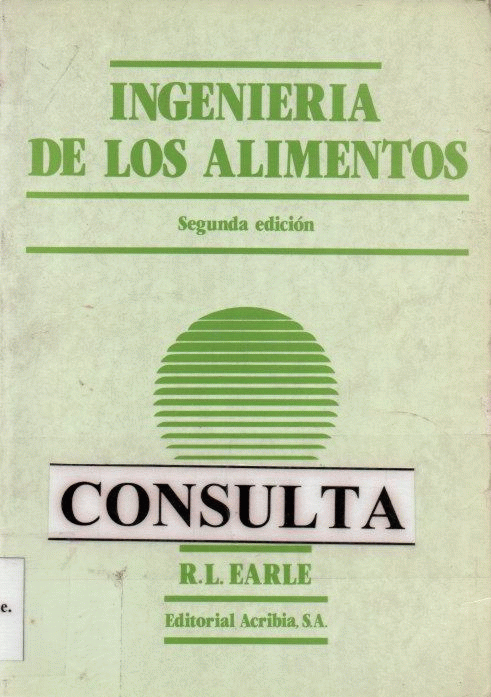 INGENIERIA
DE LOS ALIMENTOS
Segunda edición
CONSULTA
R.L. EARLE
e.
Editorial Acribia, S.A.